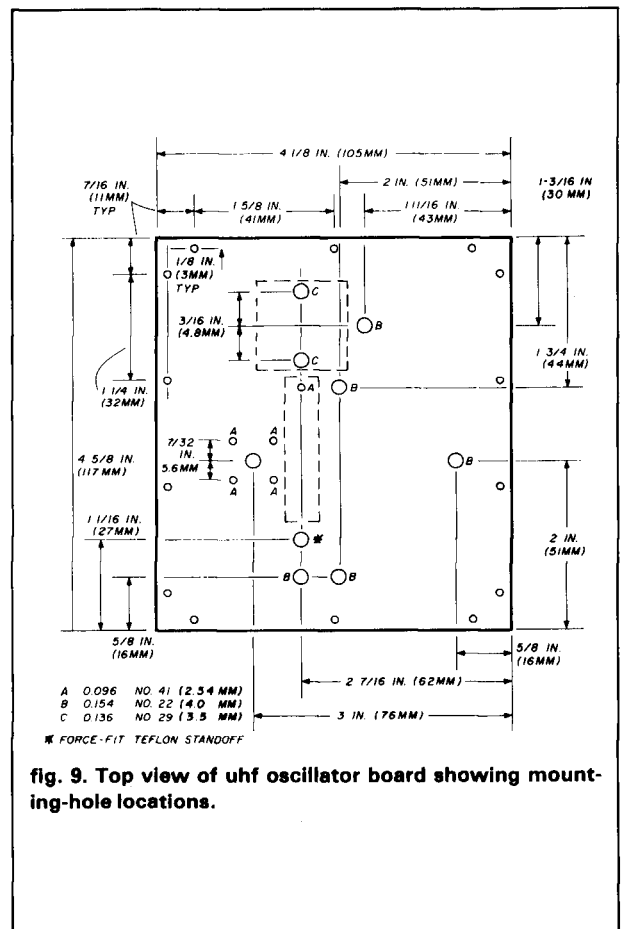 4 1/8 IN. (105MM)
7/16 IN.
(11MM)
TYP
2 IN. (51MM)
1-3/16 IN
(30 MM)
1 5/8 IN.
(41MM)
1 11/16 IN.
(43MM)
1/8 IN.
(3MM)
TYP
C
3/16 IN.
(4.8MM)
B
C
1 3/4 IN.
(44MM)
1 1/4 IN.
(32MM)
A
B
A
A
7/32
IN.
5.6MM
4 5/8 IN.
(117MM)
B
A
A
1 1/16 IN.
(27MM)
*
2 IN.
(51MM)
B
B
5/8 IN.
(16MM)
5/8 IN.
(16MM)
2 7/16 IN. (62MM)
A 0.096 NO. 41 (2.34 MM)
B 0.154 NO. 22 (4.0 MM)
C 0.136 NO 29 (3.5 MM)
3 IN. (76MM)
* FORCE-FIT TEFLON STANDOFF
fig. 9. Top view of uhf oscillator board showing mount-
ing-hole locations.